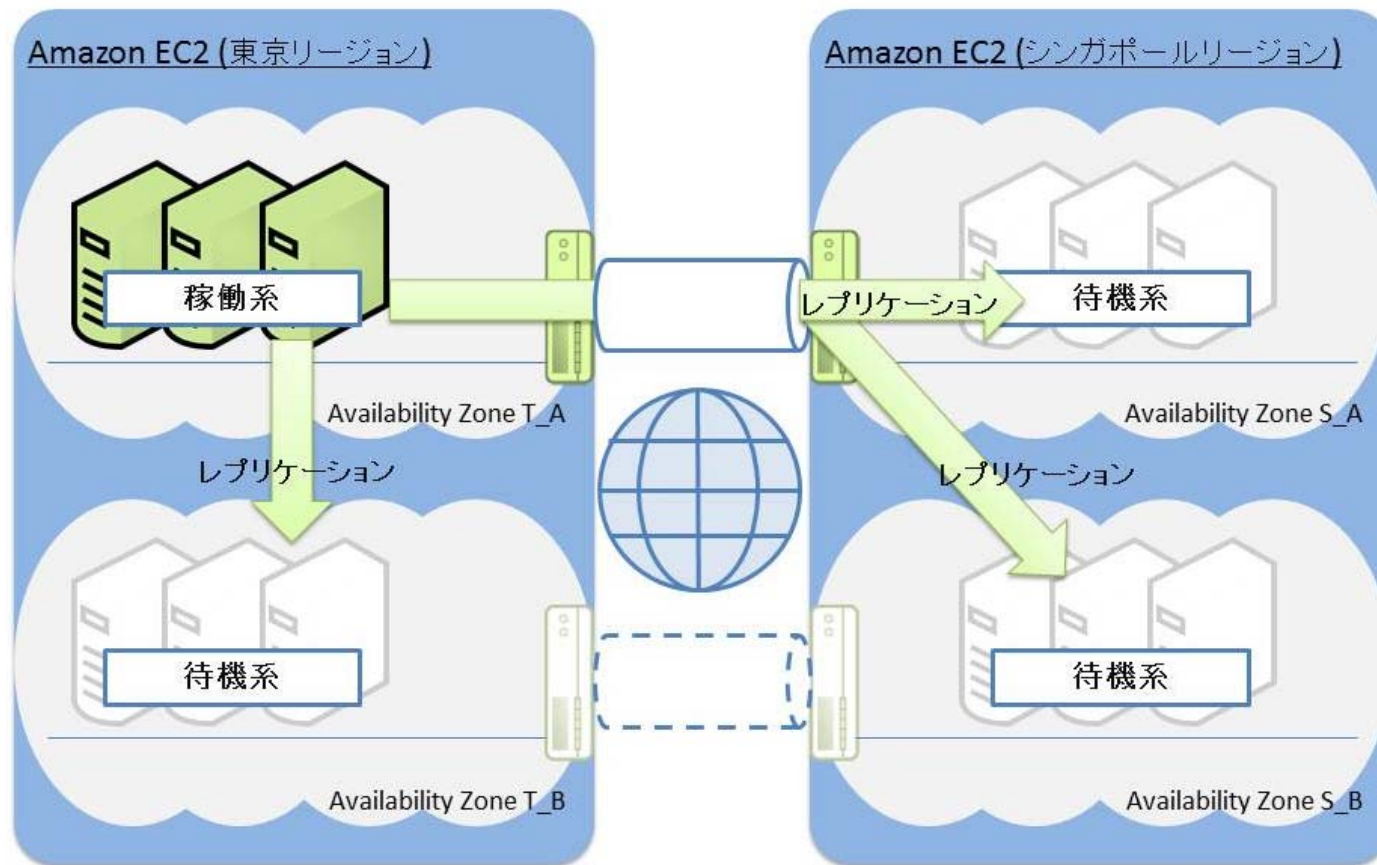 Amazon EC2 (東京リージョン)
Amazon EC2 (シンガポールリージョン)
稼働系
レプリケーション
待機系
Availability Zone T_A
Availability Zone S_A
レプリケーション
レプリケーション
待機系
待機系
Availability Zone T_B
Availability Zone S_B